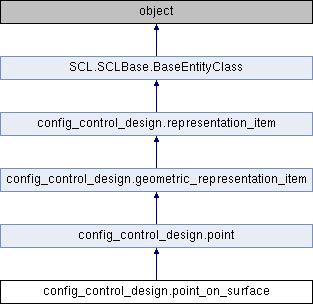 object
SCL.SCLBase.BaseEntityClass
config_control_design.representation_item
config_control_design.geometric_representation_item
config_control_design.point
config_control_design.point_on_surface